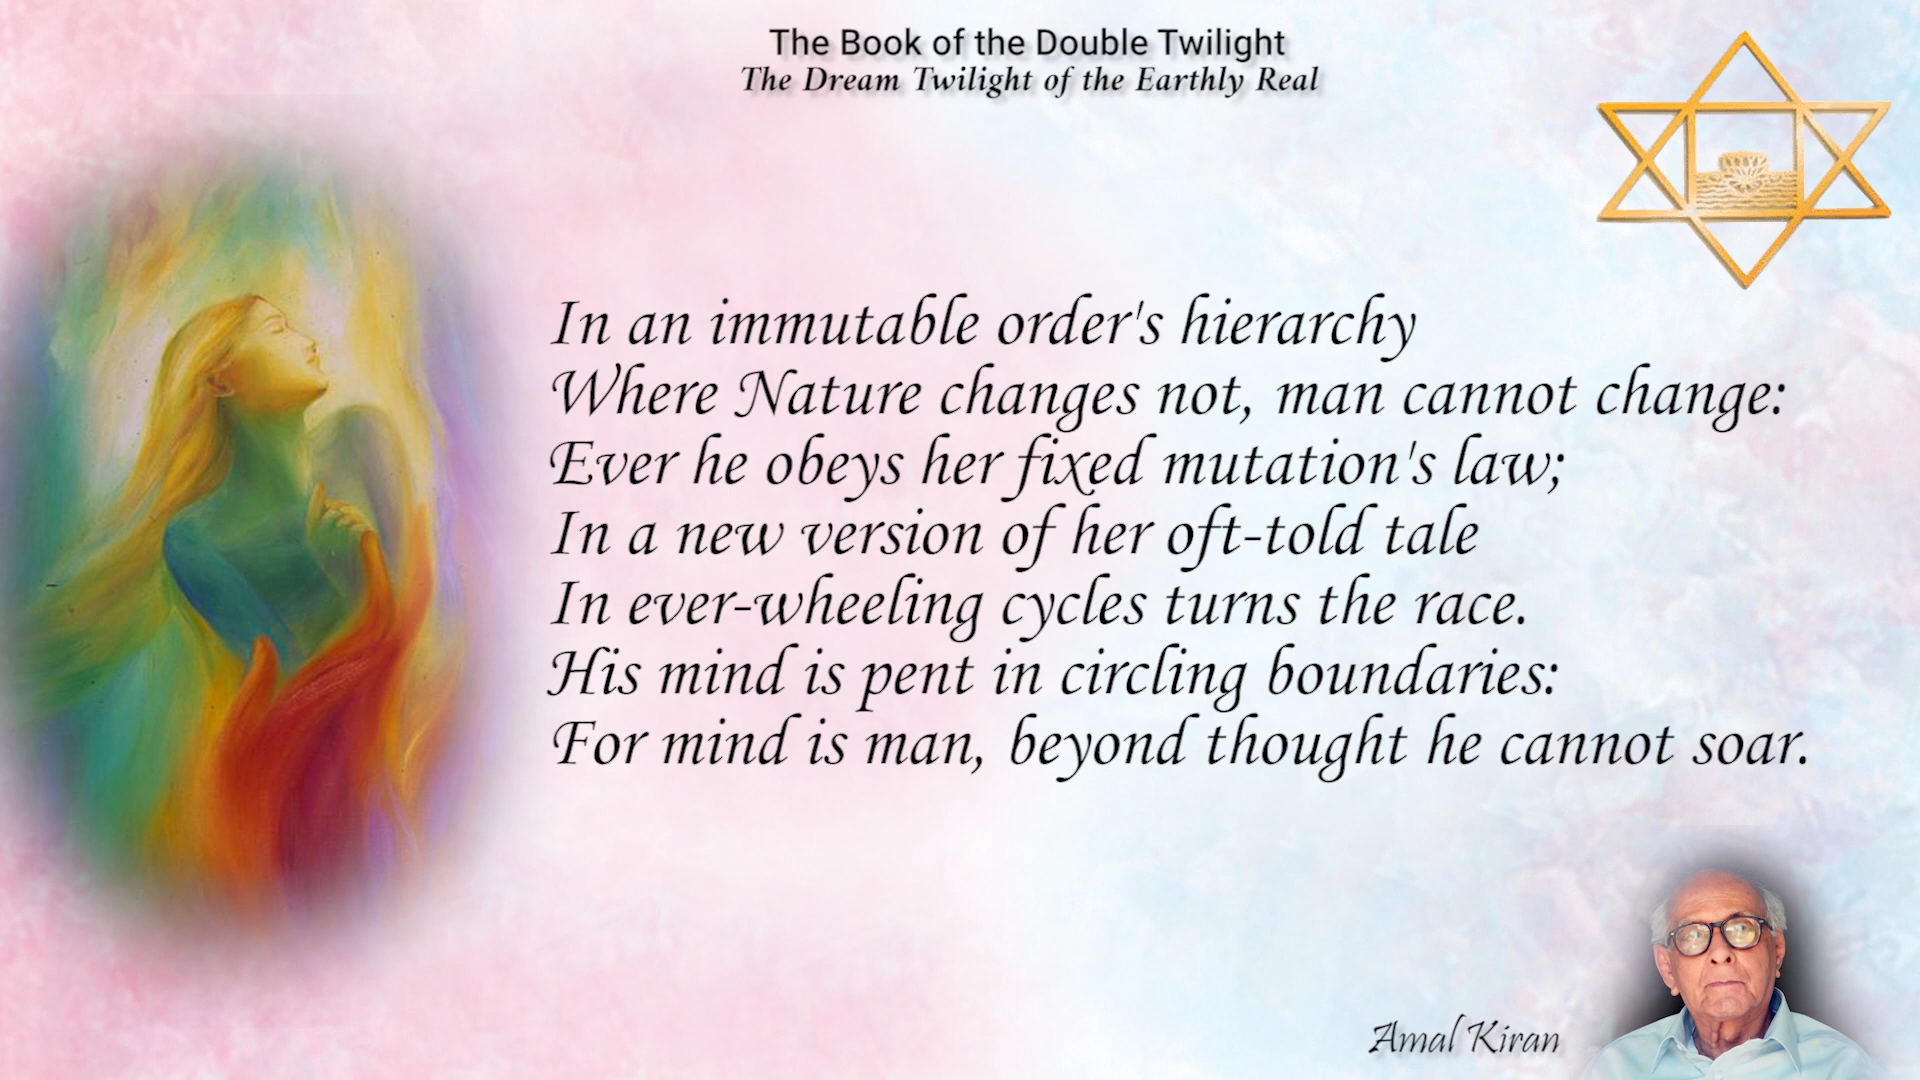 The Book of the Double Twilight
The Dream Twilight of the Earthly Real
In an immutable order's hierarchy
Where Nature changes not, man cannot change:
Ever he obeys her fixed mutation's law;
In a new version of her oft-told tale
In ever-wheeling cycles turns the race.
His mind is pent in circling boundaries:
For mind is man, beyond thought he cannot soar.
Amal Kiran